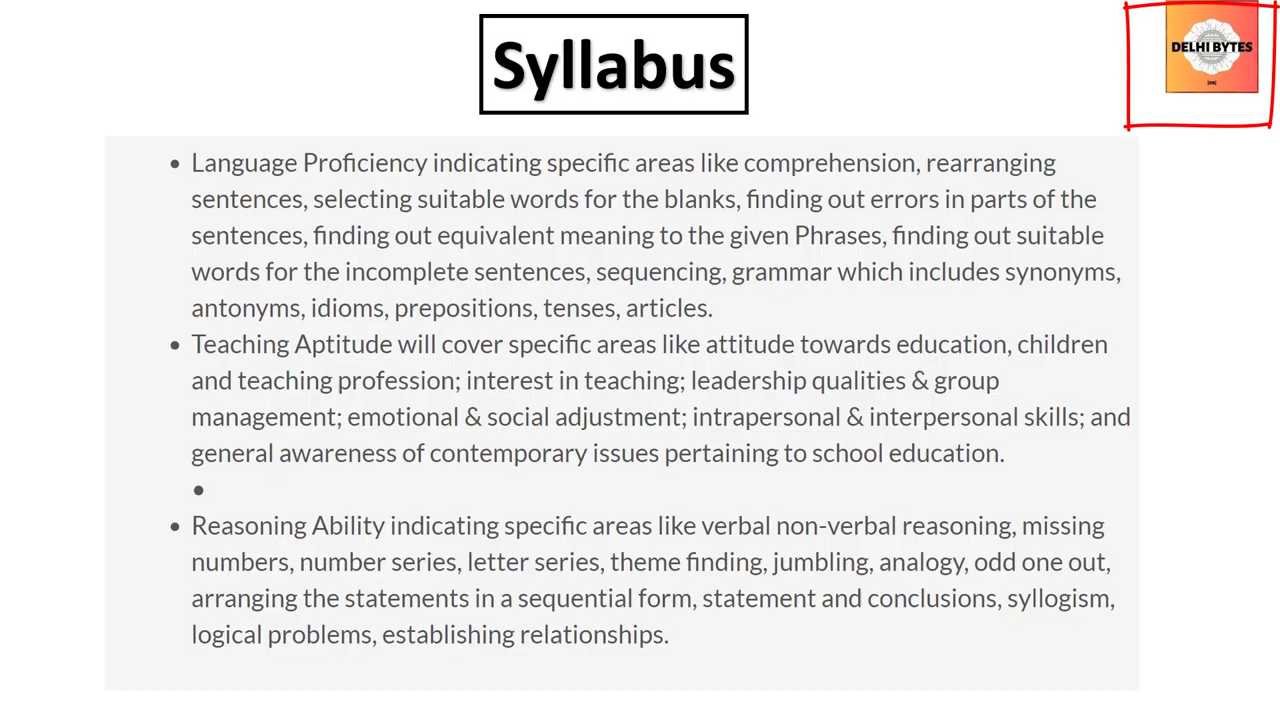 Syllabus
DELHI BYTES
• Language Proficiency indicating specific areas like comprehension, rearranging
sentences, selecting suitable words for the blanks, finding out errors in parts of the
sentences, finding out equivalent meaning to the given Phrases, finding out suitable
words for the incomplete sentences, sequencing, grammar which includes synonyms,
antonyms, idioms, prepositions, tenses, articles.
• Teaching Aptitude will cover specific areas like attitude towards education, children
and teaching profession; interest in teaching; leadership qualities & group
management; emotional & social adjustment; intrapersonal & interpersonal skills; and
general awareness of contemporary issues pertaining to school education.
•
• Reasoning Ability indicating specific areas like verbal non-verbal reasoning, missing
numbers, number series, letter series, theme finding, jumbling, analogy, odd one out,
arranging the statements in a sequential form, statement and conclusions, syllogism,
logical problems, establishing relationships.